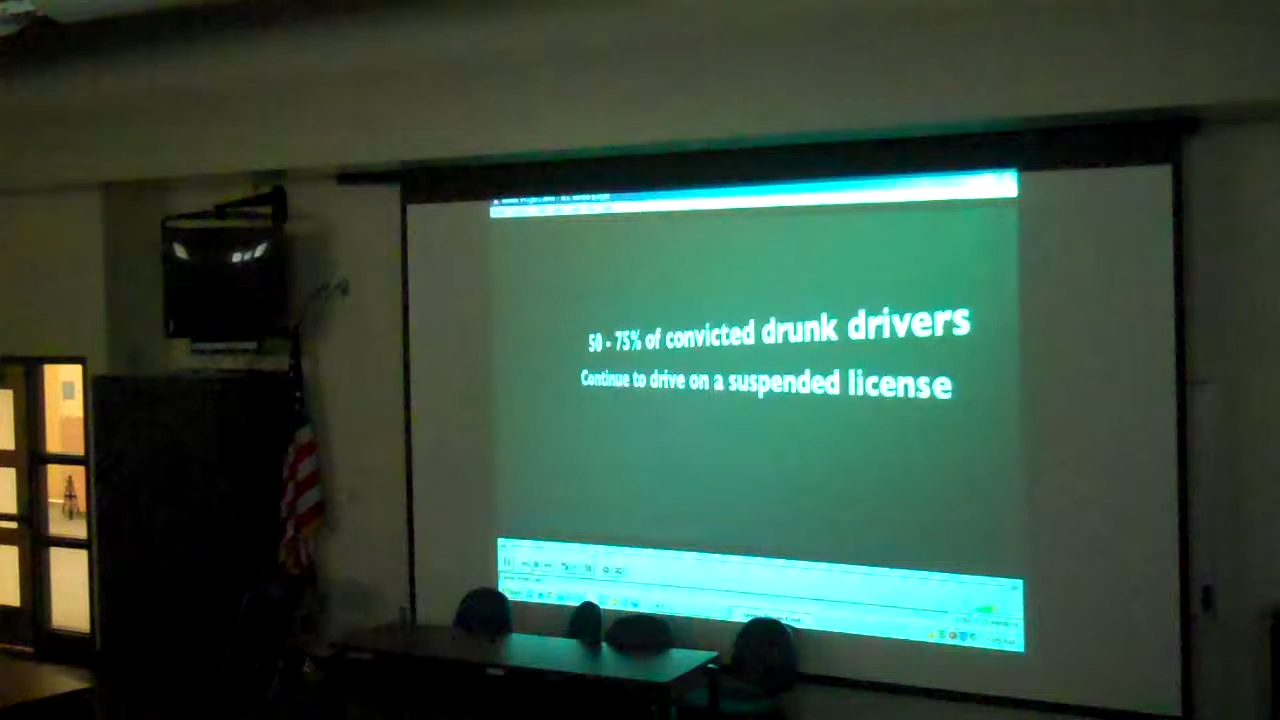 50 - 75% of convicted drunk drivers
Continue to drive on a suspended license